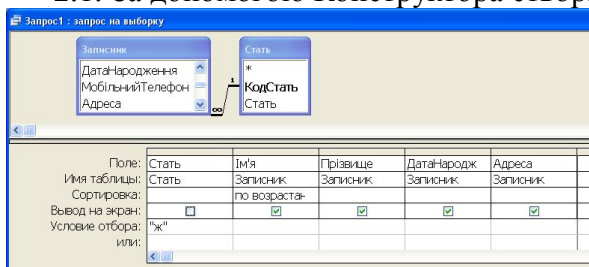 2.1. За допомогою Конструктора створ
Запрос1 : запрос на выборку
Записник
ДатаНародження
МобільнийТелефон
Адреса
1
∞
Стать
*
КодСтать
Стать
Поле: Стать Ім'я Прізвище ДатаНародж Адреса
Имя таблицы: Стать Записник Записник Записник Записник
Сортировка: по возрастан
Вывод на экран:
Условие отбора: "ж"
или: